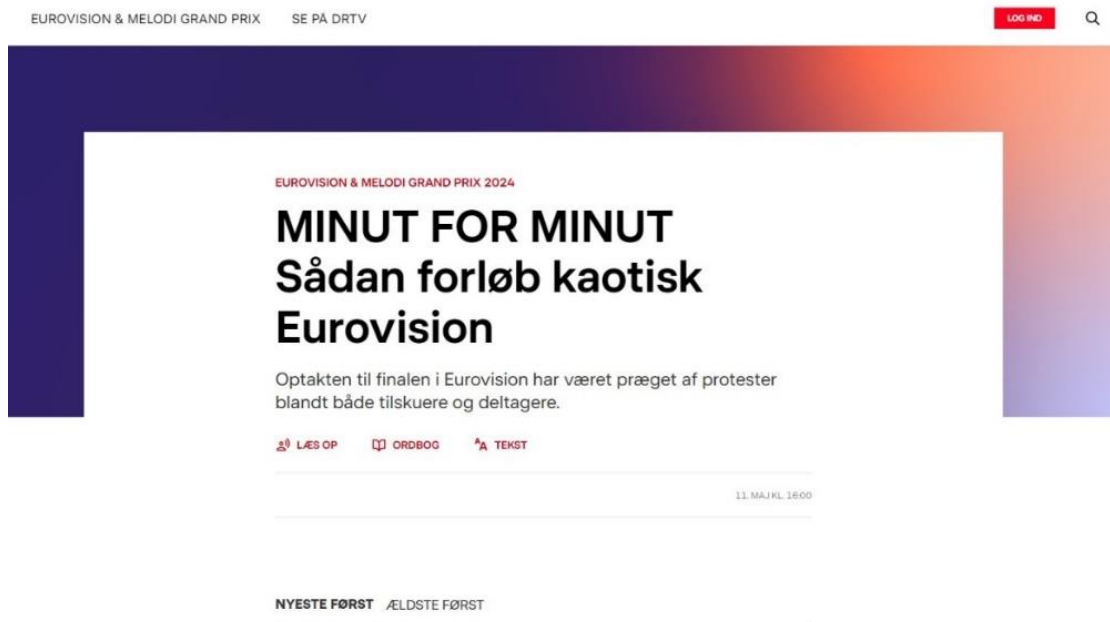 EUROVISION & MELODI GRAND PRIX SE PÅ DRTV LOG IND
EUROVISION & MELODI GRAND PRIX 2024
MINUT FOR MINUT
Sådan forløb kaotisk
Eurovision
Optakten til finalen i Eurovision har været præget af protester
blandt både tilskuere og deltagere.
LÆS OP ORDBOG TEKST
11. MAJ KL. 16:00
NYESTE FØRST ÆLDSTE FØRST